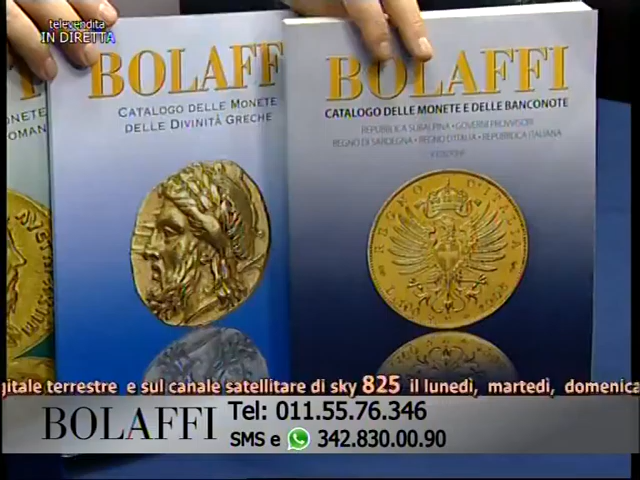 televendita
IN DIRETTA
BOLAFFI
CATALOGO DELLE MONETE
DELLE DIVINITÀ GRECHE
BOLAFFI
CATALOGO DELLE MONETE E DELLE BANCONOTE
REPUBBLICA SUBALPINA • GOVERNI PROVVISORI
REGNO DI SARDEGNA • REGNO D'ITALIA • REPUBBLICA ITALIANA
REGNO D'ITALIA
gitale terrestre e sul canale satellitare di sky 825 il lunedì, martedì, domenica
BOLAFFI
Tel: 011.55.76.346
SMS e 342.830.00.90